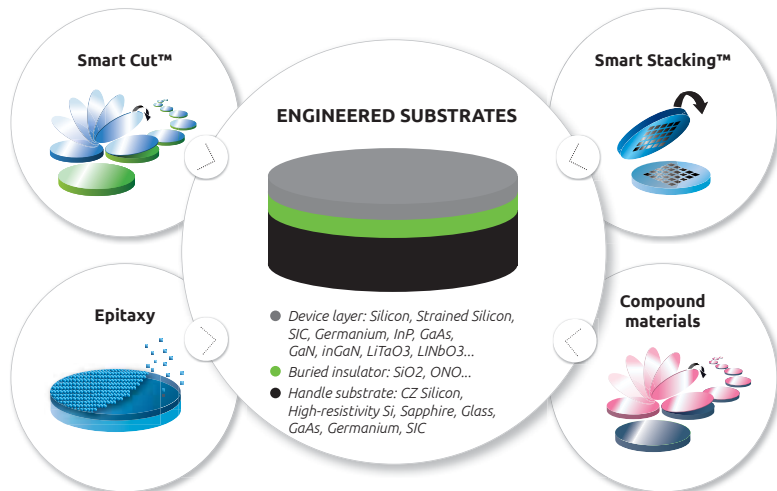 Smart Cut™
Smart Stacking™
ENGINEERED SUBSTRATES
Epitaxy
Compound
materials
Device layer: Silicon, Strained Silicon,
SIC, Germanium, InP, GaAs,
GaN, inGaN, LiTaO3, LINbO3...
Buried insulator: SiO2, ONO...
Handle substrate: CZ Silicon,
High-resistivity Si, Sapphire, Glass,
GaAs, Germanium, SIC